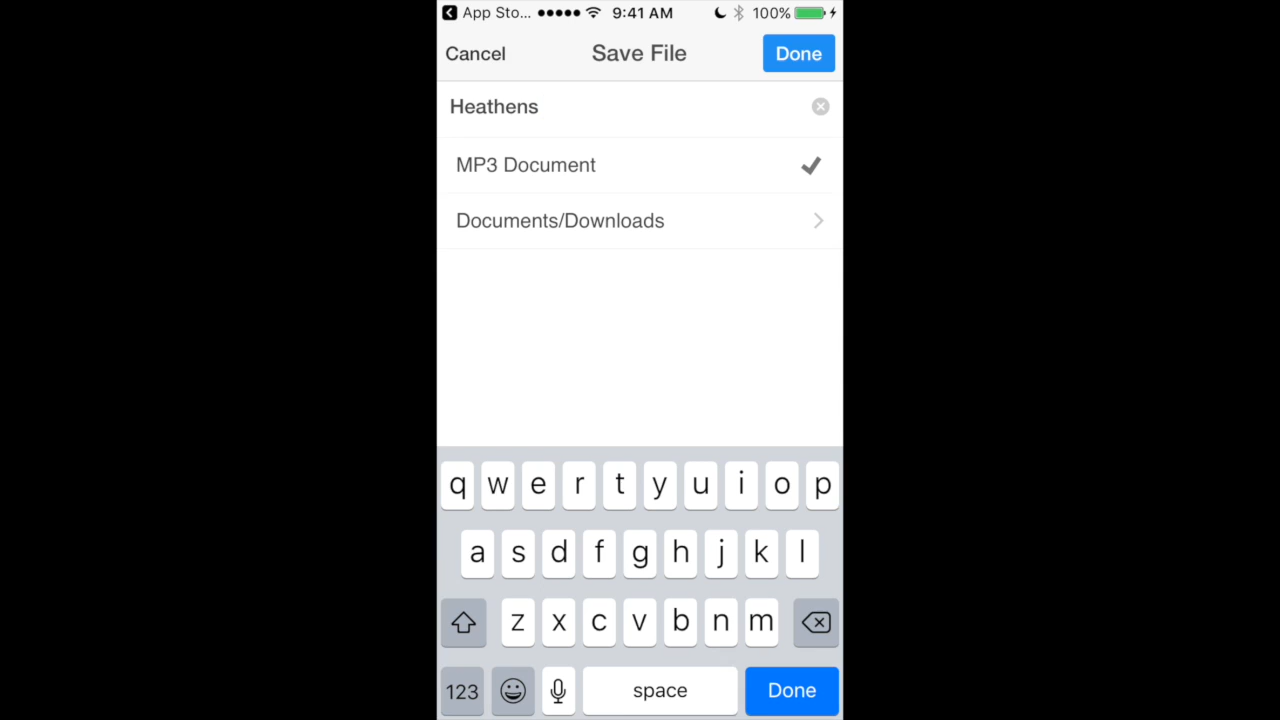 App Sto... 9:41 AM 100%
Cancel Save File Done
Heathens
MP3 Document
Documents/Downloads
q w e r t y u i o p
a s d f g h j k l
z x c v b n m
123 space Done